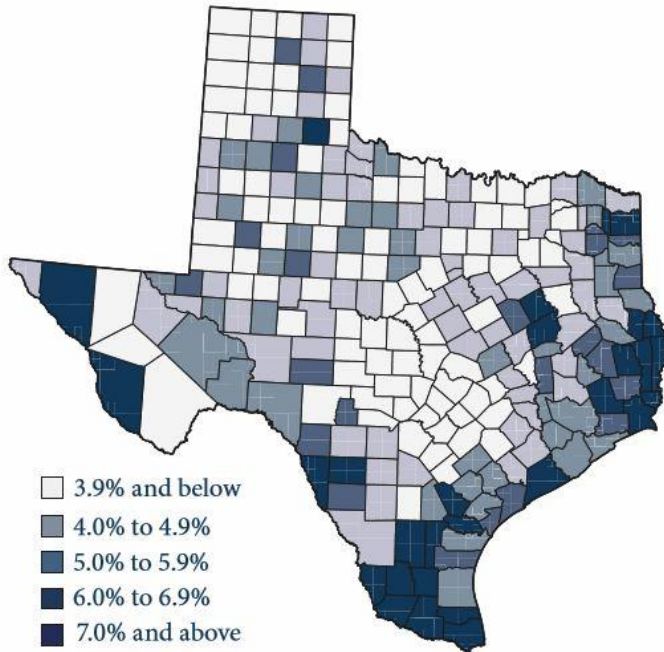 3.9% and below
4.0% to 4.9%
5.0% to 5.9%
6.0% to 6.9%
7.0% and above